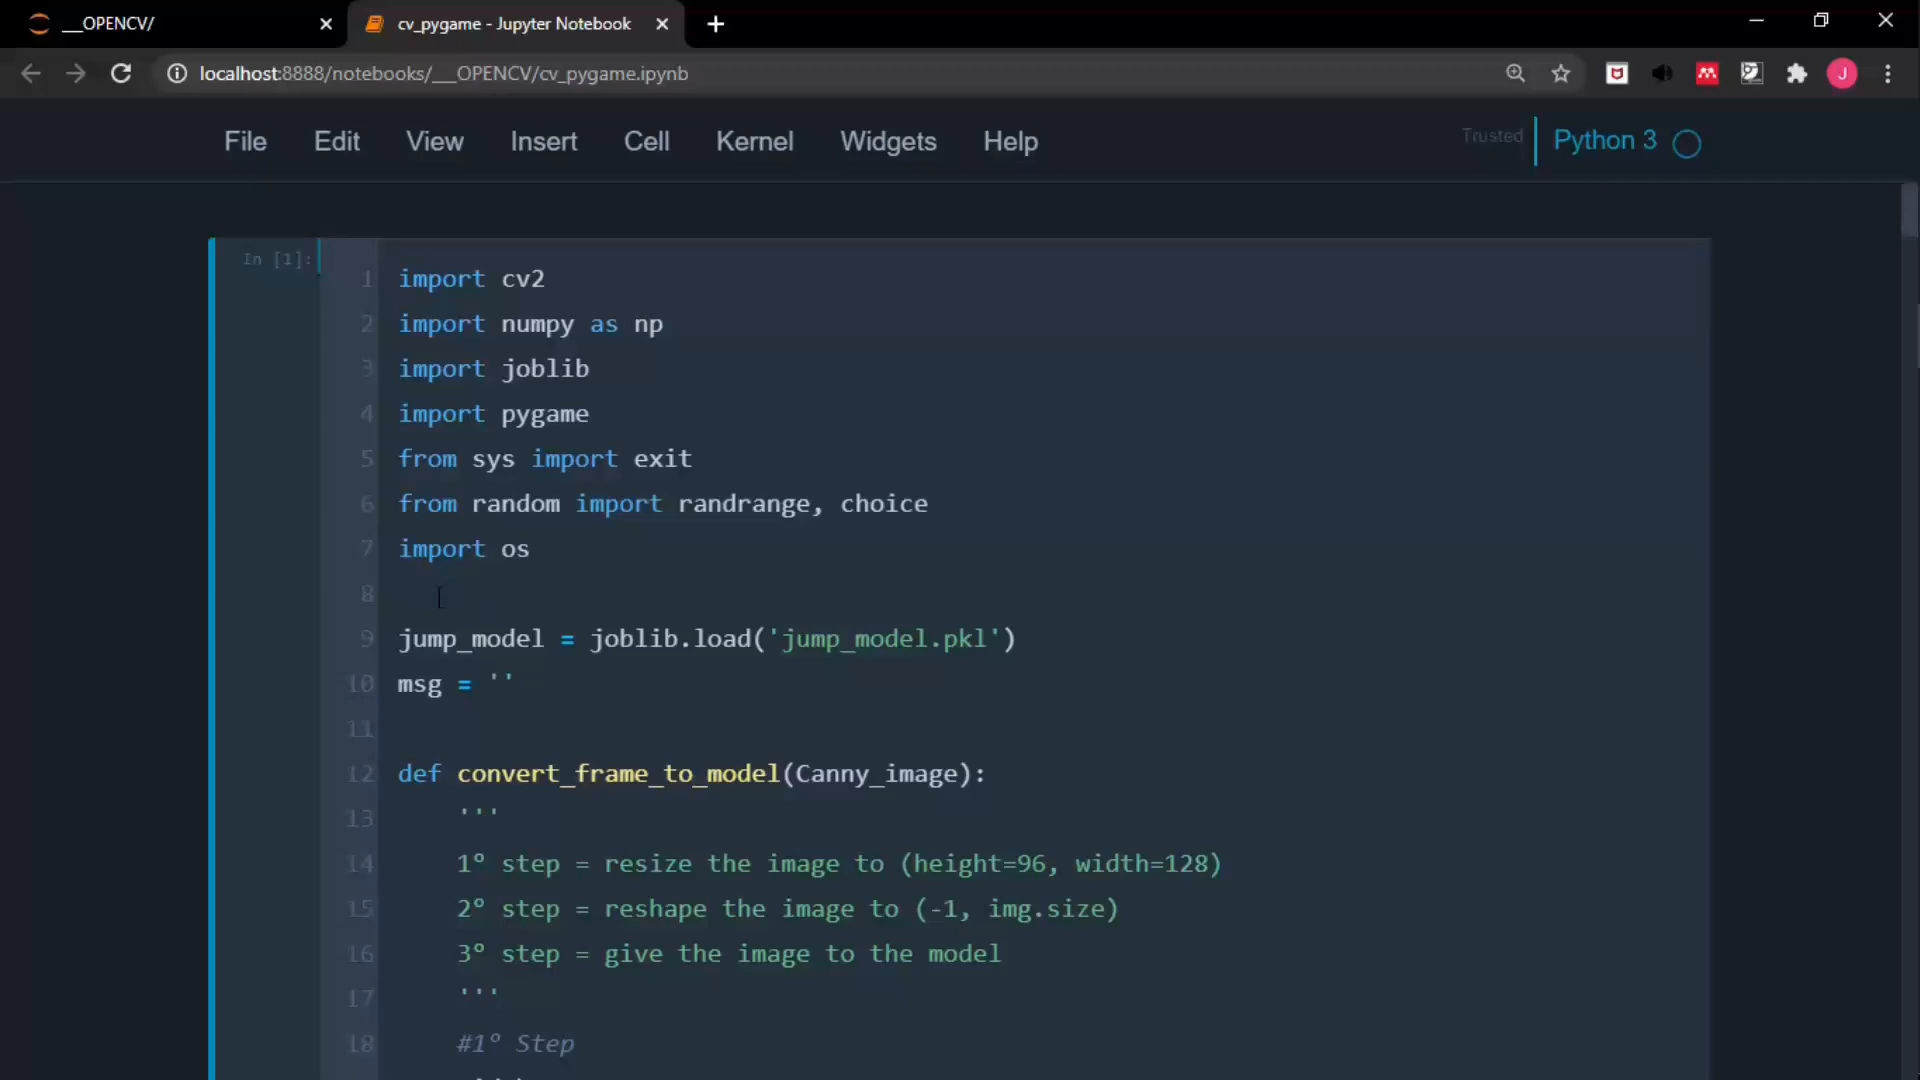 __OPENCV/
cv_pygame - Jupyter Notebook
localhost:8888/notebooks/__OPENCV/cv_pygame.ipynb
J
File Edit View Insert Cell Kernel Widgets Help
Trusted
Python 3
In [1]:
1 import cv2
2 import numpy as np
3 import joblib
4 import pygame
5 from sys import exit
6 from random import randrange, choice
7 import os
8
9 jump_model = joblib.load('jump_model.pkl')
10 msg = ''
11
12 def convert_frame_to_model(Canny_image):
13 '''
14 1º step = resize the image to (height=96, width=128)
15 2º step = reshape the image to (-1, img.size)
16 3º step = give the image to the model
17 '''
18 #1º Step